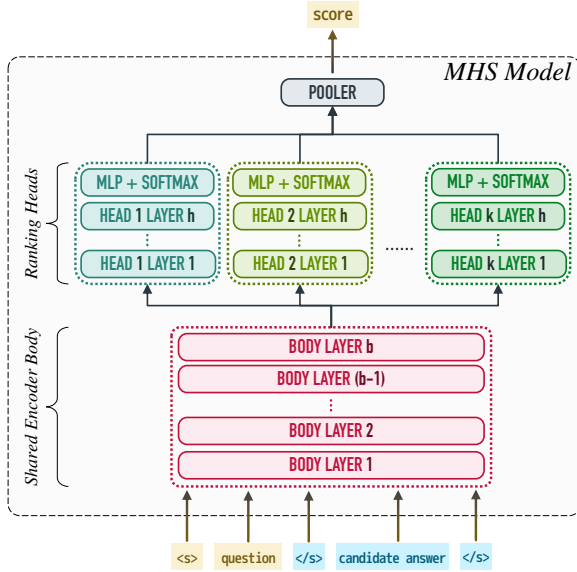 score
MHS Model
POOLER
Ranking Heads
MLP + SOFTMAX MLP + SOFTMAX MLP + SOFTMAX
HEAD 1 LAYER h HEAD 2 LAYER h HEAD k LAYER h
⋮ ⋮ ⋮
......
HEAD 1 LAYER 1 HEAD 2 LAYER 1 HEAD k LAYER 1
Shared Encoder Body
BODY LAYER b
BODY LAYER (b-1)
⋮
BODY LAYER 2
BODY LAYER 1
<s> question </s> candidate answer </s>